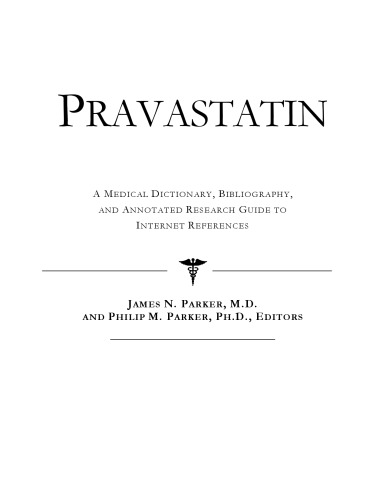 PRAVASTATIN
A MEDICAL DICTIONARY, BIBLIOGRAPHY,
AND ANNOTATED RESEARCH GUIDE TO
INTERNET REFERENCES
JAMES N. PARKER, M.D.
AND PHILIP M. PARKER, PH.D., EDITORS